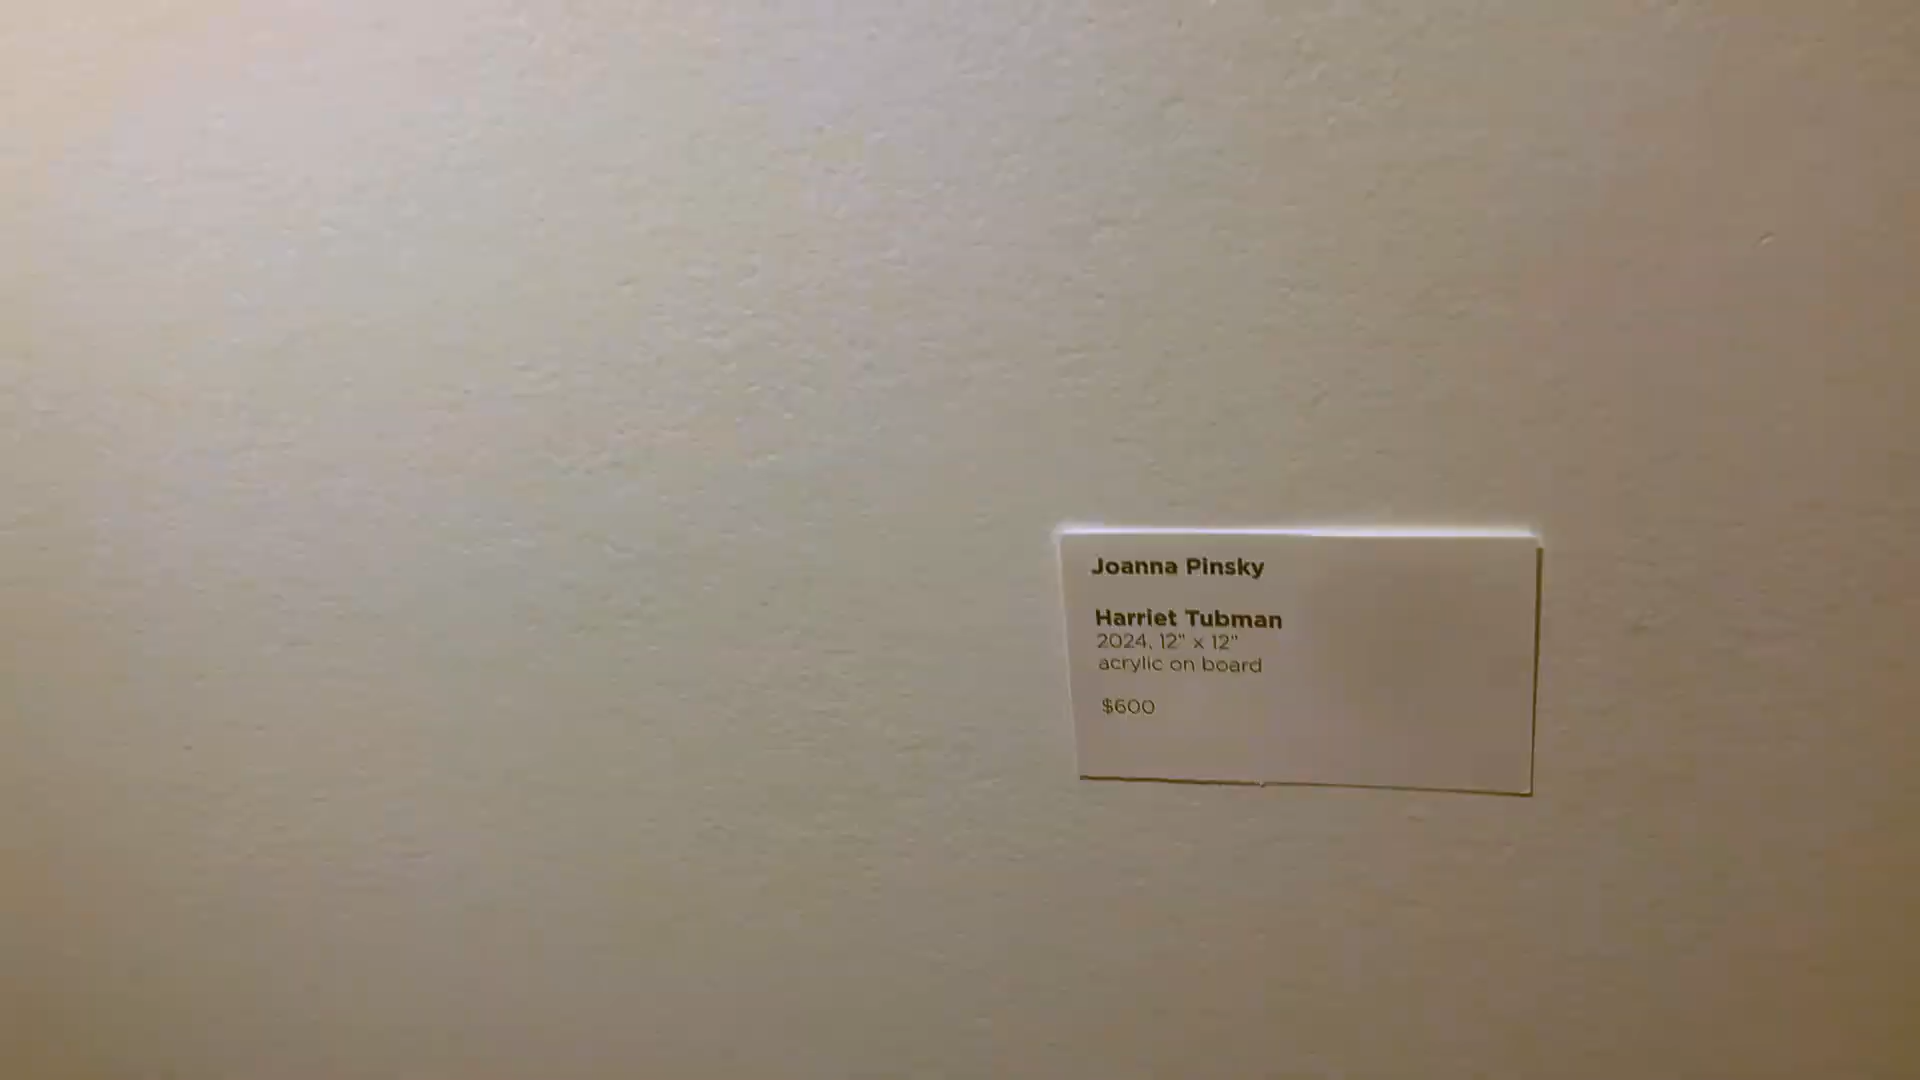 Joanna Pinsky
Harriet Tubman
2024, 12" x 12"
acrylic on board
$600